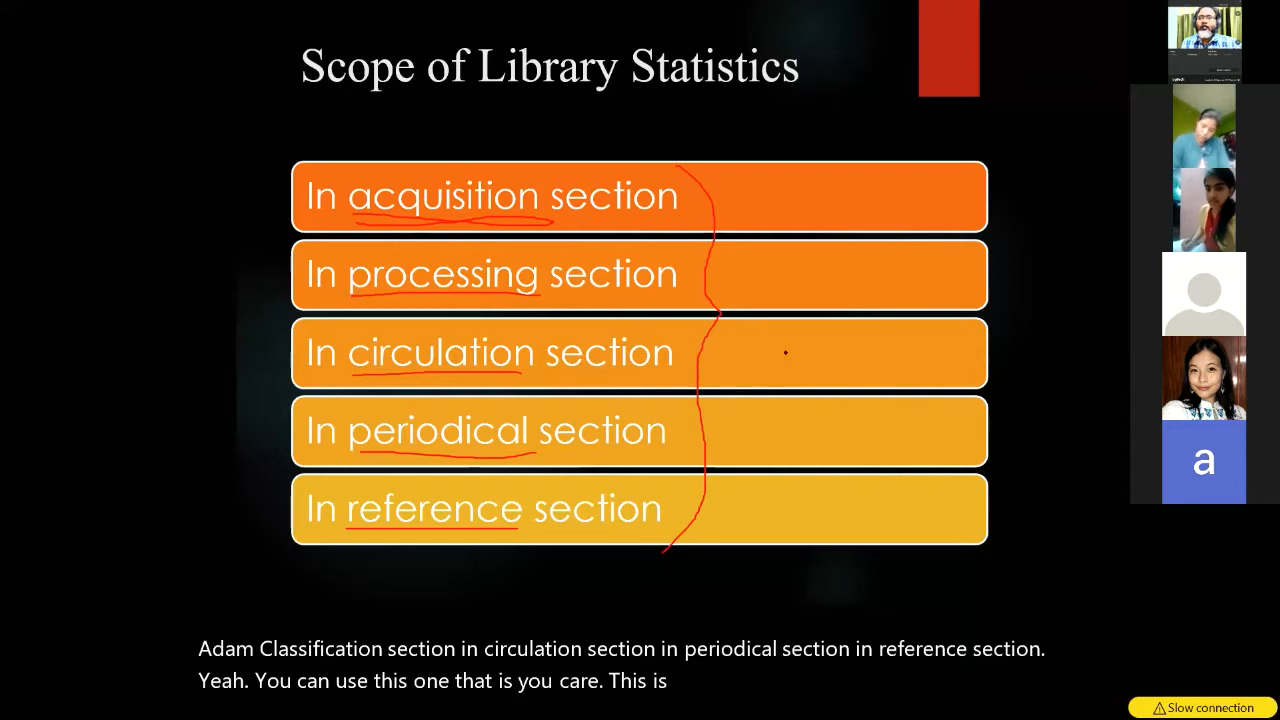 Scope of Library Statistics
In acquisition section
In processing section
In circulation section
In periodical section
In reference section
a
Adam Classification section in circulation section in periodical section in reference section.
Yeah. You can use this one that is you care. This is
Slow connection